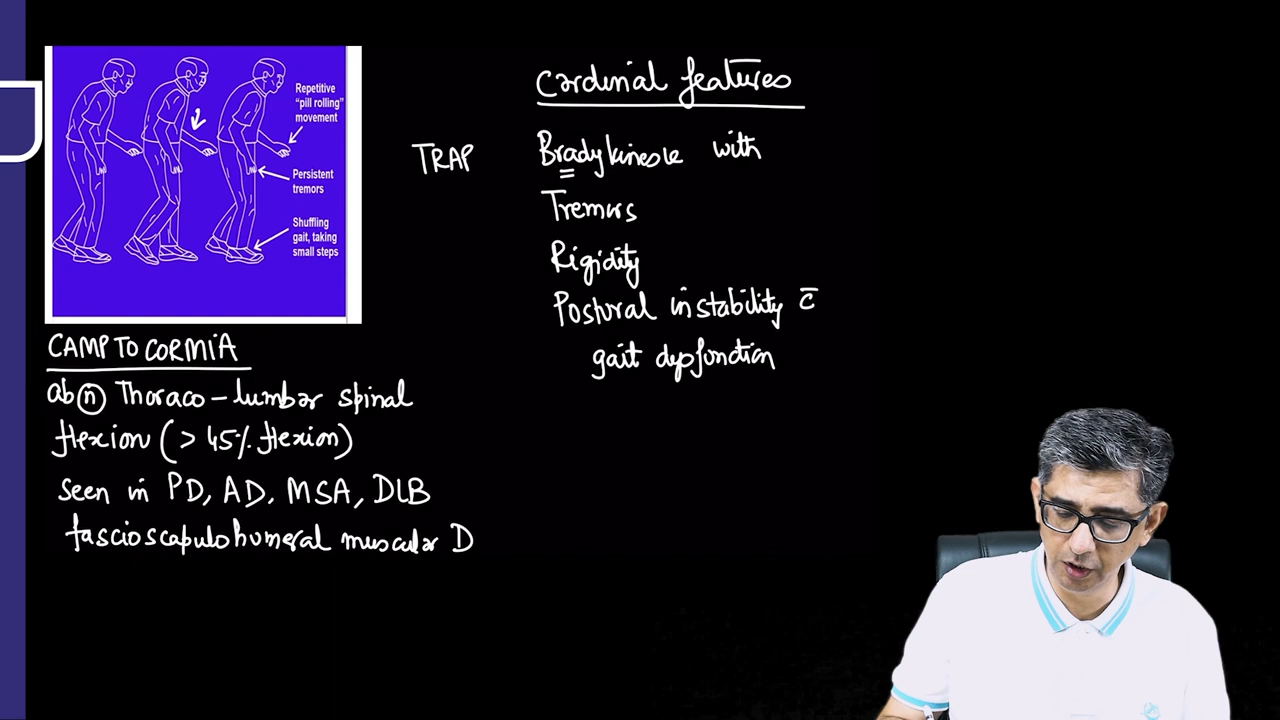 Repetitive
"pill rolling"
movement
Persistent
tremors
Shuffling
gait, taking
small steps
CAMPTOCORMIA
abⓝ Thoraco-lumbar spinal
flexion (> 45% flexion)
Seen in PD, AD, MSA, DLB
fascioscapulohumeral muscular D
Cardinal features
TRAP
Bradykinesia with
Tremors
Rigidity
Postural instability c̄
gait dysfunction